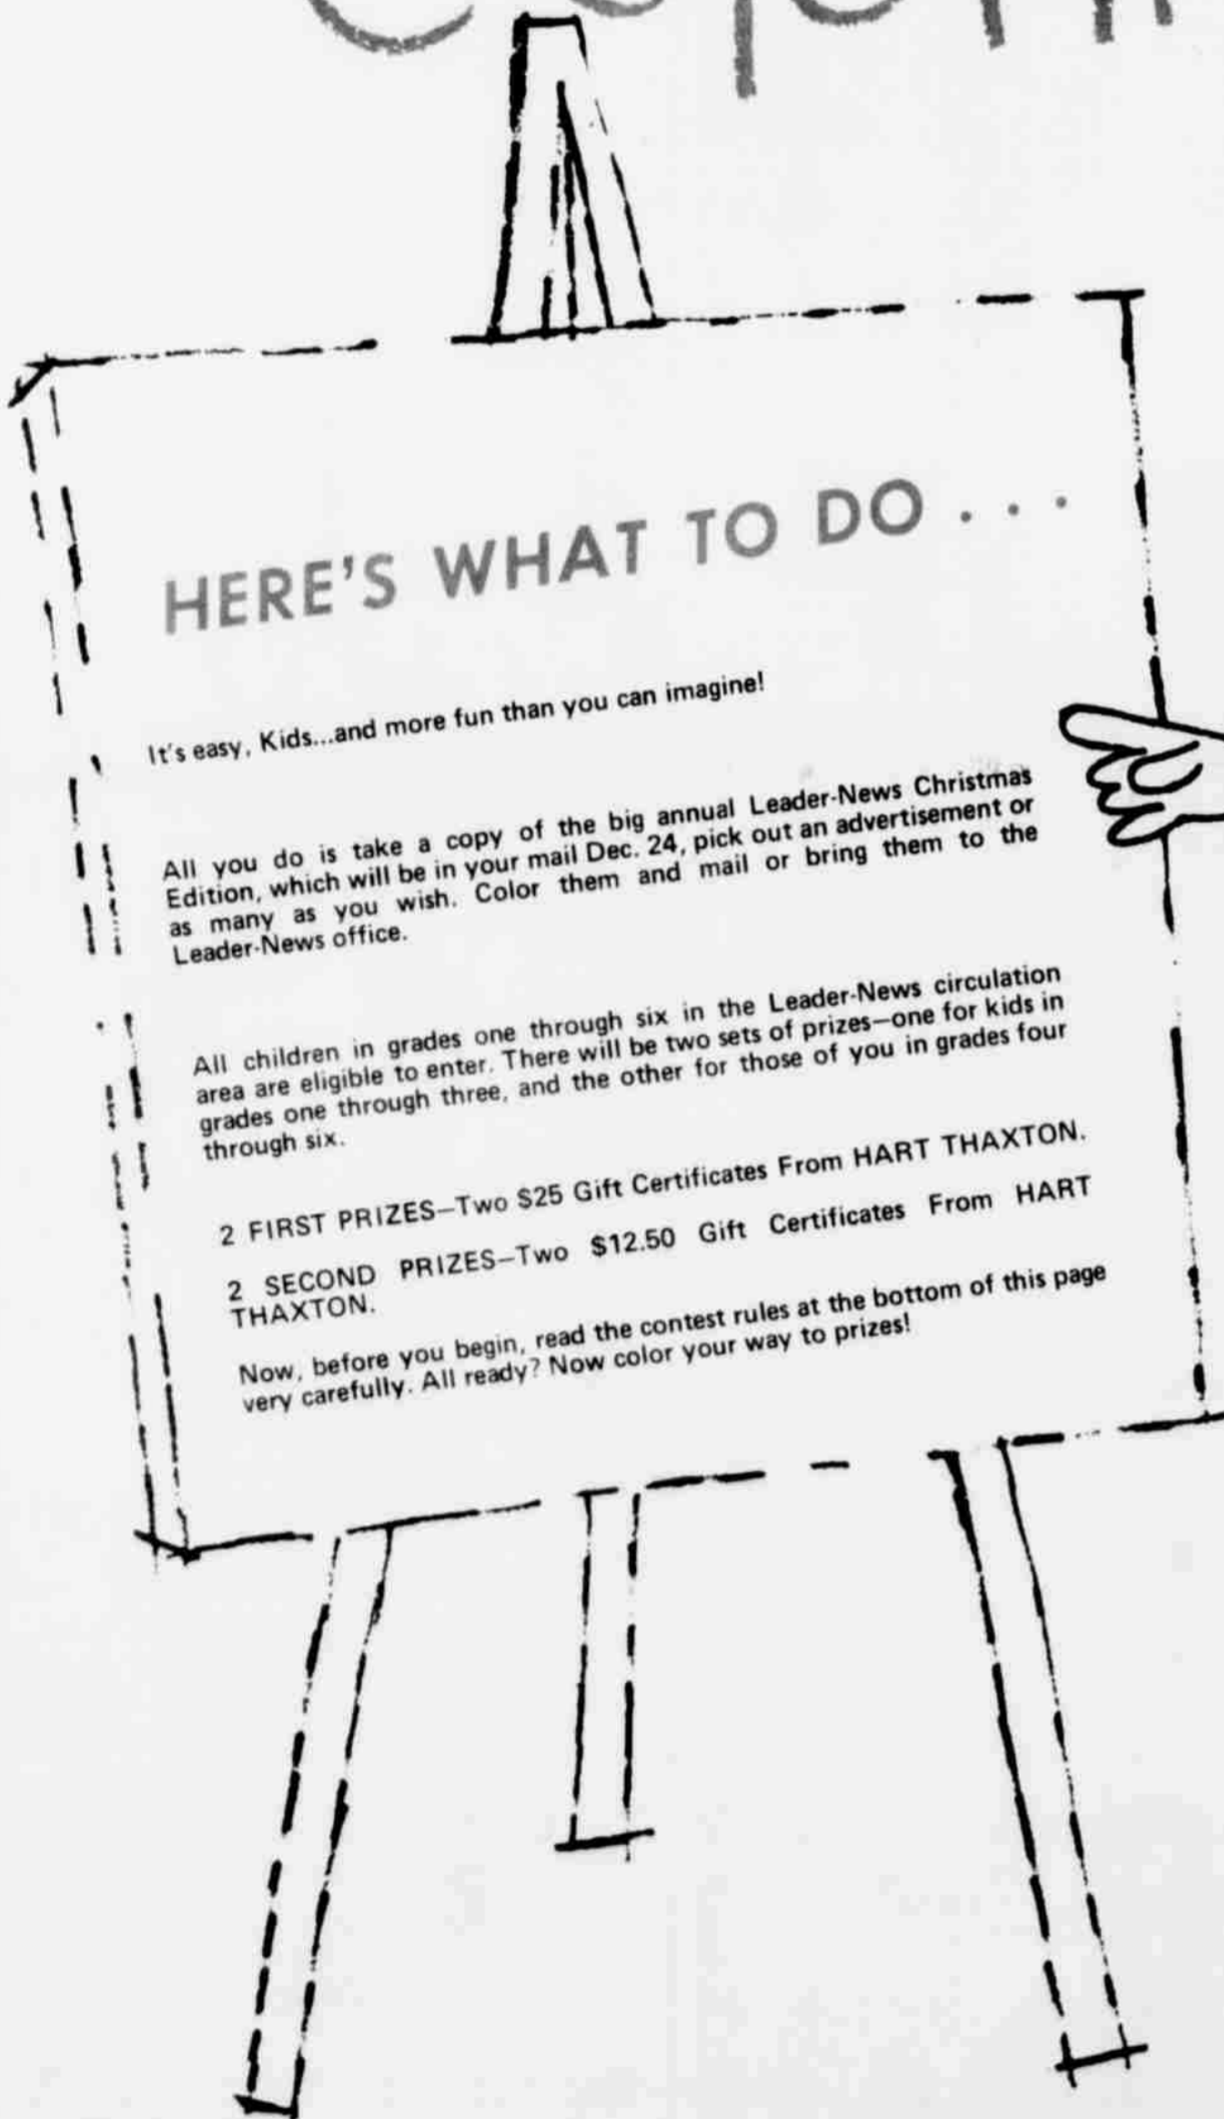 HERE'S WHAT TO DO . . .
It's easy, Kids...and more fun than you can imagine!
All you do is take a copy of the big annual Leader-News Christmas
Edition, which will be in your mail Dec. 24, pick out an advertisement or
as many as you wish. Color them and mail or bring them to the
Leader-News office.
All children in grades one through six in the Leader-News circulation
area are eligible to enter. There will be two sets of prizes—one for kids in
grades one through three, and the other for those of you in grades four
through six.
2 FIRST PRIZES—Two $25 Gift Certificates From HART THAXTON.
2 SECOND PRIZES—Two $12.50 Gift Certificates From HART
THAXTON.
Now, before you begin, read the contest rules at the bottom of this page
very carefully. All ready? Now color your way to prizes!